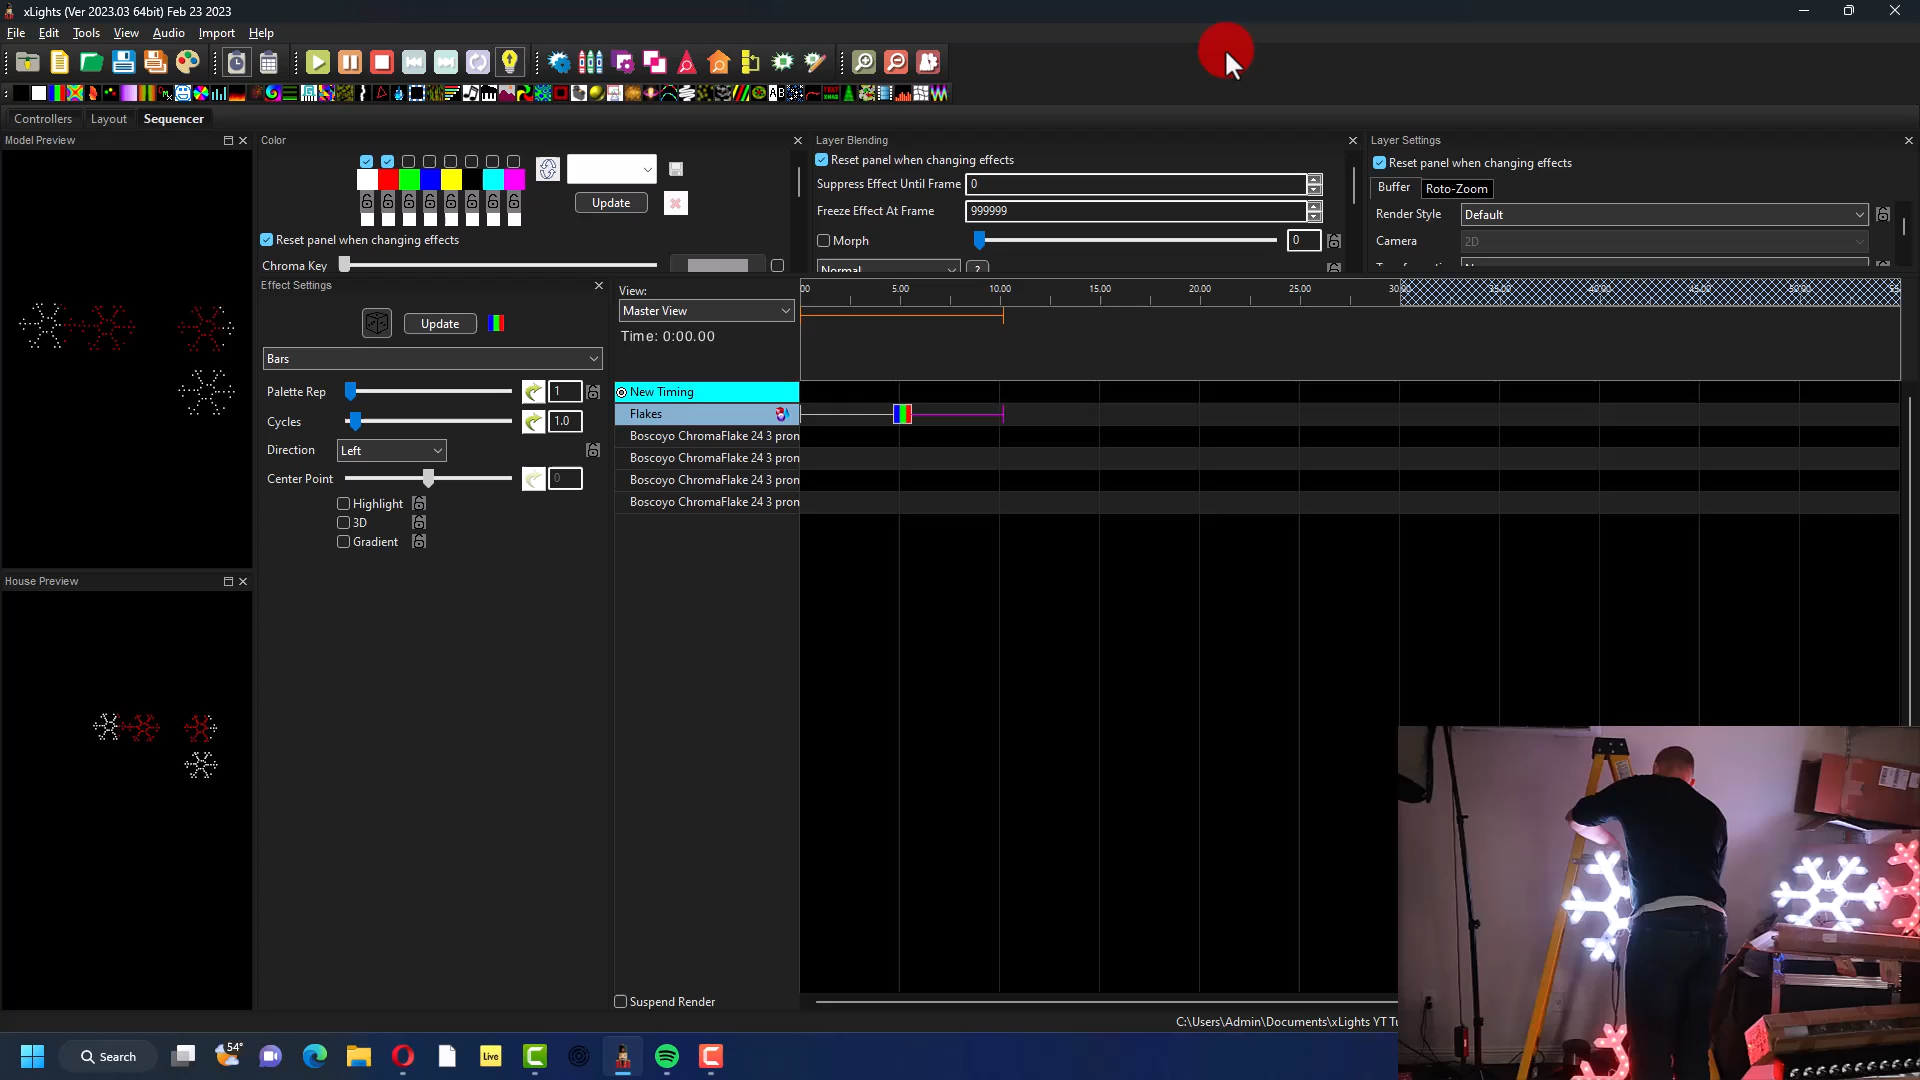 xLights (Ver 2023.03 64bit) Feb 23 2023
File Edit Tools View Audio Import Help
Controllers Layout Sequencer
Model Preview
Color
Update
Reset panel when changing effects
Chroma Key
Layer Blending
Reset panel when changing effects
Suppress Effect Until Frame 0
Freeze Effect At Frame 999999
Morph 0
Normal ?
Layer Settings
Reset panel when changing effects
Buffer Roto-Zoom
Render Style Default
Camera 2D
Effect Settings
Update
Bars
Palette Rep 1
Cycles 1.0
Direction Left
Center Point 0
Highlight
3D
Gradient
View:
Master View
Time: 0:00.00
5.00 10.00 15.00 20.00 25.00
New Timing
Flakes
Boscoyo ChromaFlake 24 3 pron
Boscoyo ChromaFlake 24 3 pron
Boscoyo ChromaFlake 24 3 pron
Boscoyo ChromaFlake 24 3 pron
House Preview
Suspend Render
C:\Users\Admin\Documents\xLights YT Tu
Search
54°
Live